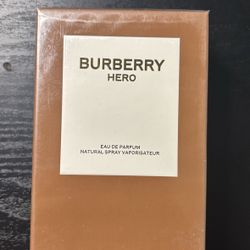 BURBERRY
HERO
EAU DE PARFUM
NATURAL SPRAY VAPORISATEUR